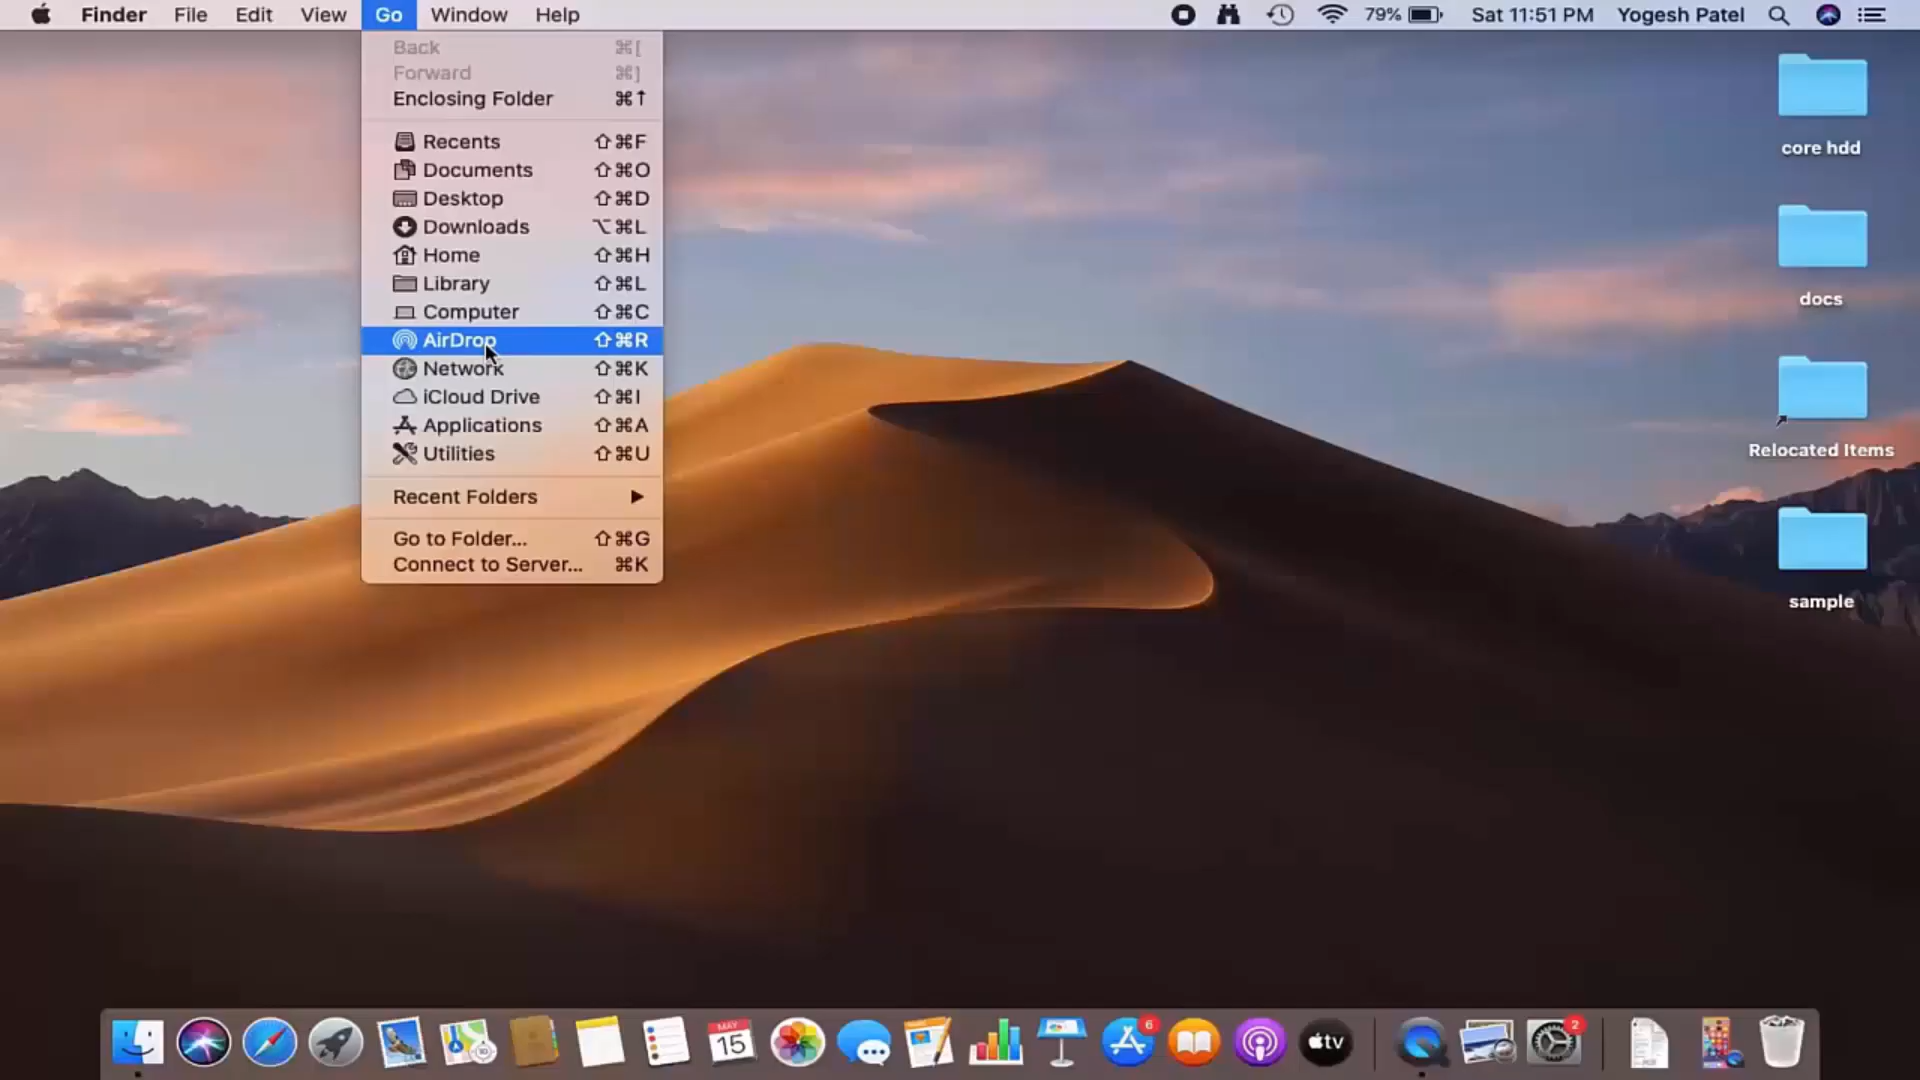 Finder File Edit View Go Window Help 79% Sat 11:51 PM Yogesh Patel
Back ⌘[
Forward ⌘]
Enclosing Folder ⌘↑
Recents ⇧⌘F
Documents ⇧⌘O
Desktop ⇧⌘D
Downloads ⌥⌘L
Home ⇧⌘H
Library ⇧⌘L
Computer ⇧⌘C
AirDrop ⇧⌘R
Network ⇧⌘K
iCloud Drive ⇧⌘I
Applications ⇧⌘A
Utilities ⇧⌘U
Recent Folders
Go to Folder... ⇧⌘G
Connect to Server... ⌘K
core hdd
docs
Relocated Items
sample
MAY
15
6
tv
2